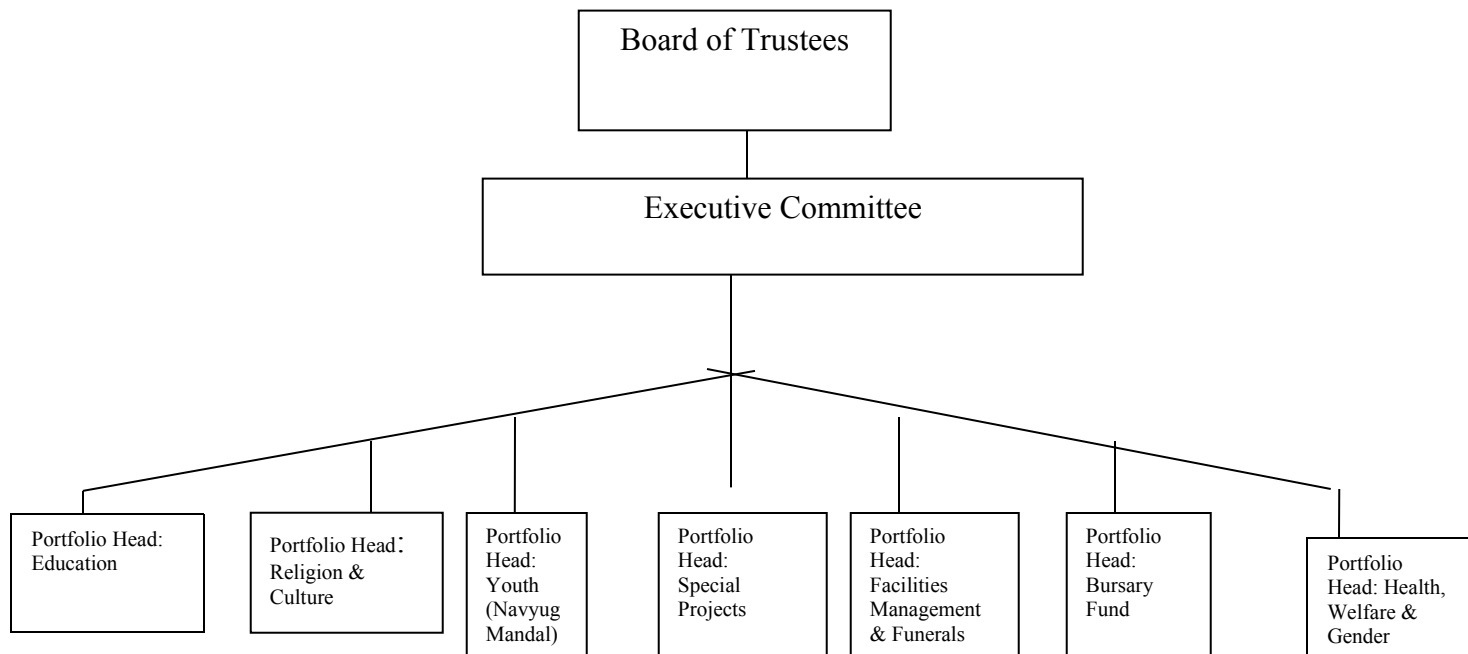 Board of Trustees
Executive Committee
Portfolio Head:
Education
Portfolio Head:
Religion &
Culture
Portfolio
Head:
Youth
(Navyug
Mandal)
Portfolio
Head:
Special
Projects
Portfolio
Head:
Facilities
Management
& Funerals
Portfolio
Head:
Bursary
Fund
Portfolio
Head: Health,
Welfare &
Gender